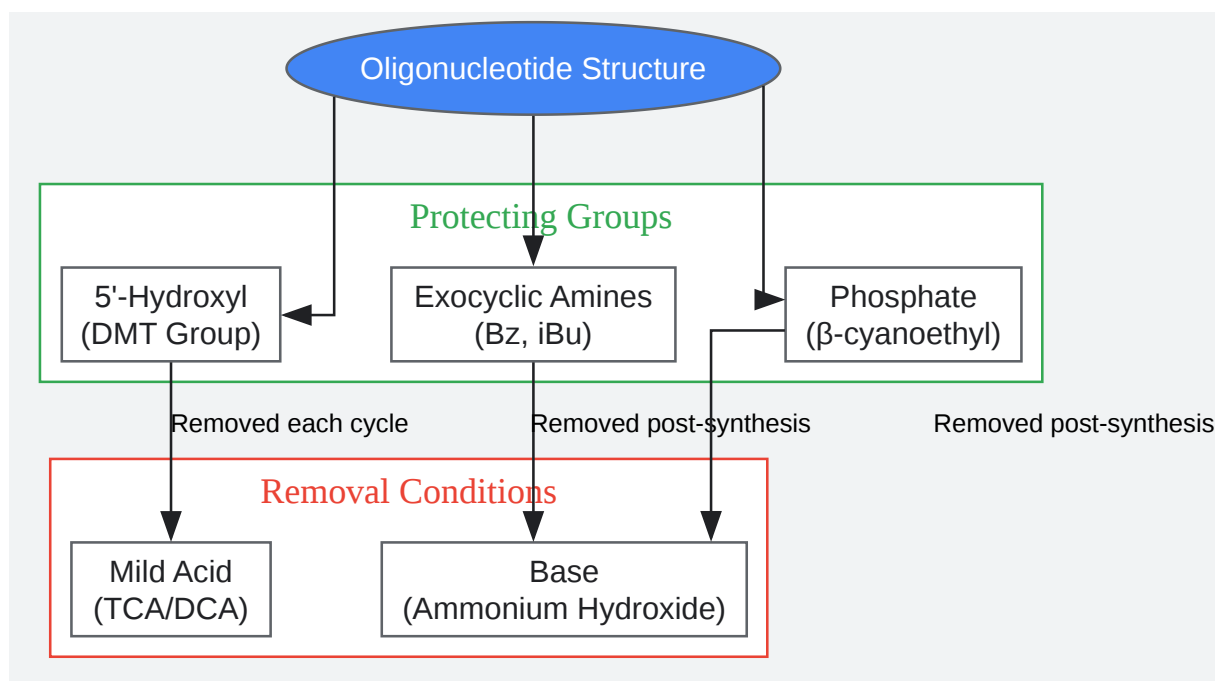 Oligonucleotide Structure
Protecting Groups
5'-Hydroxyl
(DMT Group)
Exocyclic Amines
(Bz, iBu)
Phosphate
(β-cyanoethyl)
Removed each cycle
Removed post-synthesis
Removed post-synthesis
Removal Conditions
Mild Acid
(TCA/DCA)
Base
(Ammonium Hydroxide)